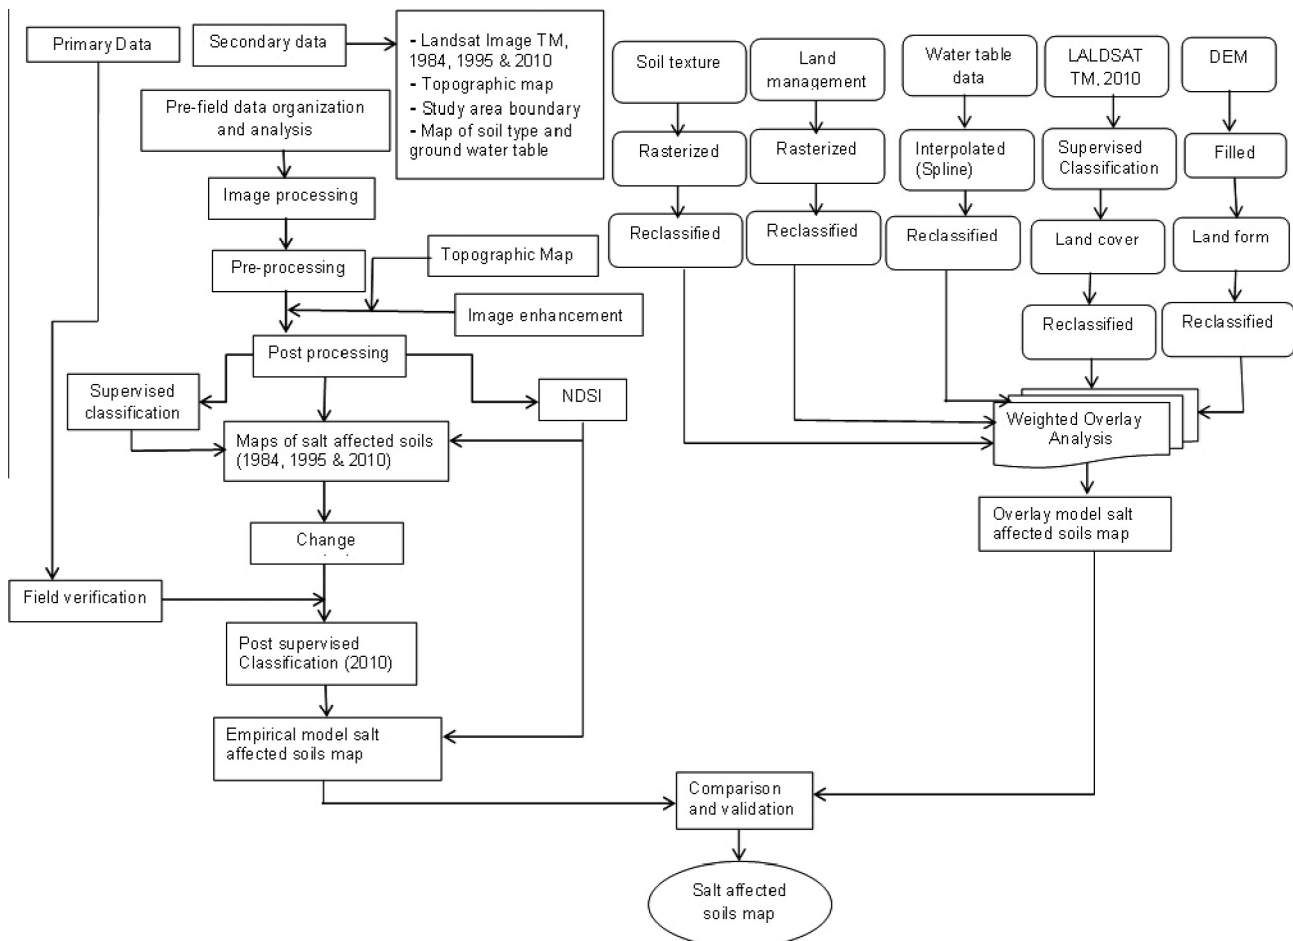 Primary Data
Secondary data
- Landsat Image TM,
1984, 1995 & 2010
- Topographic map
- Study area boundary
- Map of soil type and
ground water table
Pre-field data organization
and analysis
Image processing
Pre-processing
Topographic Map
Image enhancement
Post processing
Supervised
classification
NDSI
Maps of salt affected soils
(1984, 1995 & 2010)
Change
Field verification
Post supervised
Classification (2010)
Empirical model salt
affected soils map
Soil texture
Land
management
Water table
data
LALDSAT
TM, 2010
DEM
Rasterized
Rasterized
Interpolated
(Spline)
Supervised
Classification
Filled
Reclassified
Reclassified
Reclassified
Land cover
Land form
Reclassified
Reclassified
Weighted Overlay
Analysis
Overlay model salt
affected soils map
Comparison
and validation
Salt affected
soils map